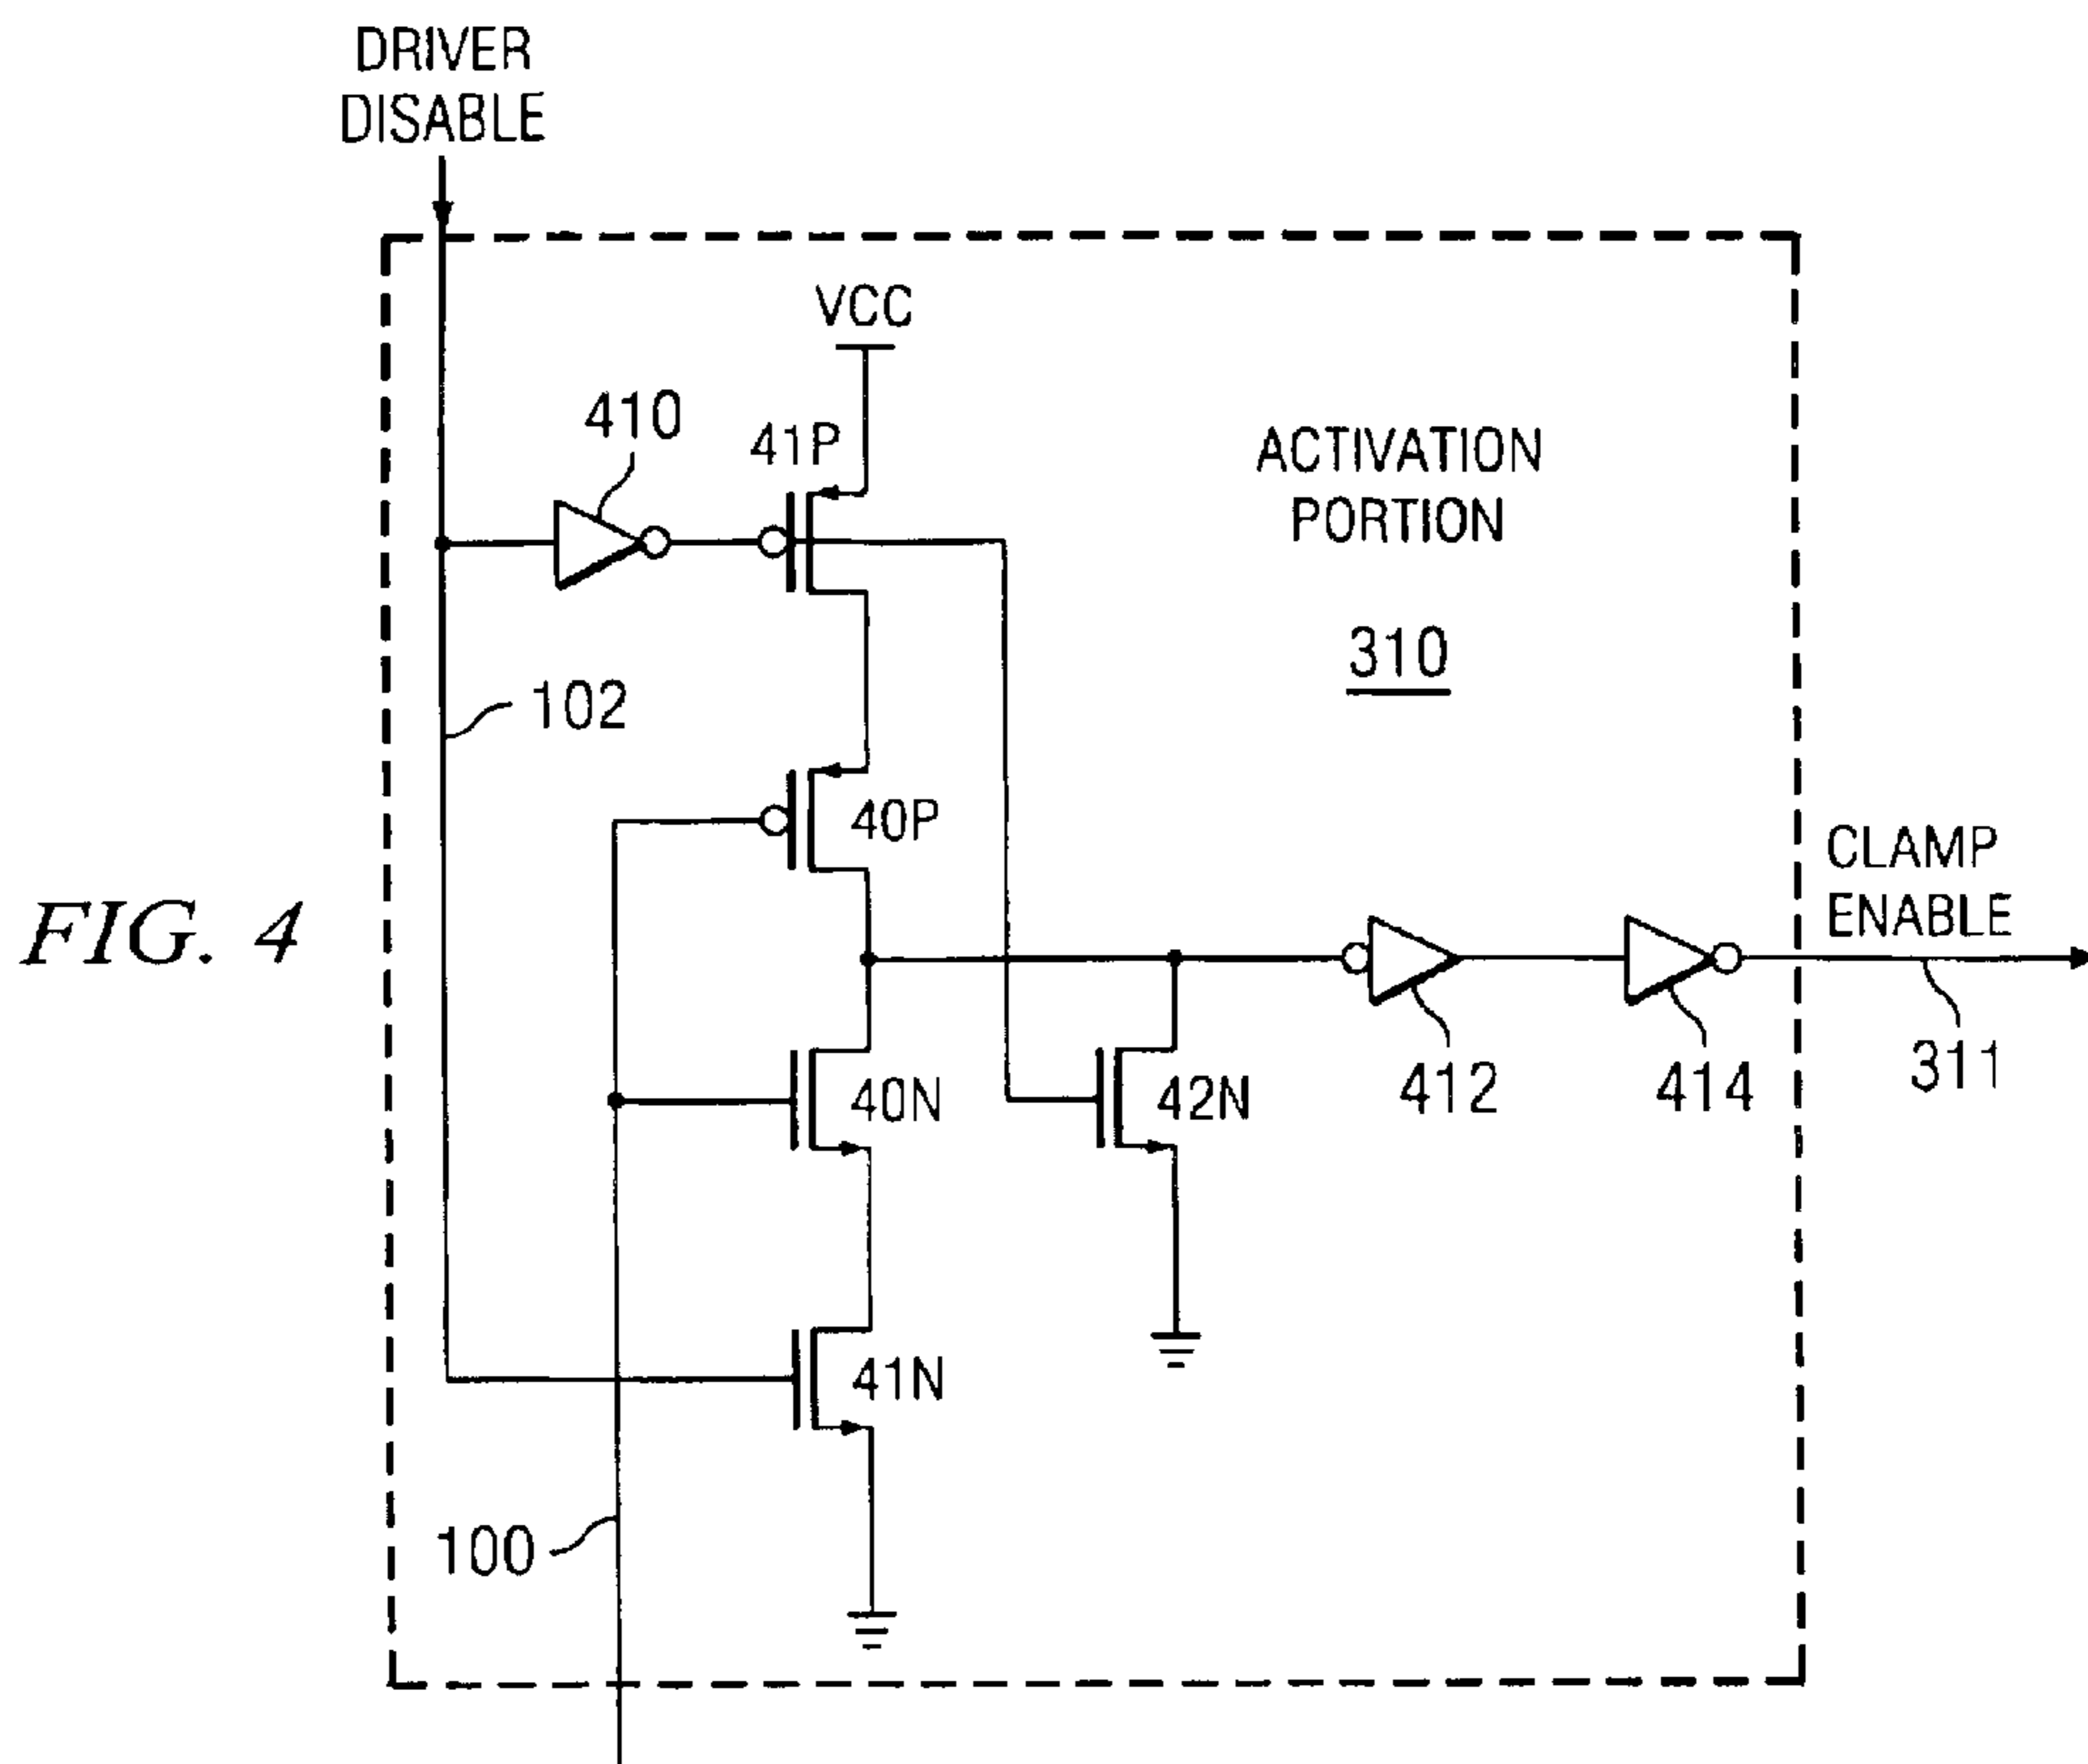 DRIVER
DISABLE
VCC
410
41P
ACTIVATION
PORTION
310
102
40P
CLAMP
ENABLE
FIG. 4
40N
42N
412
414
311
41N
100